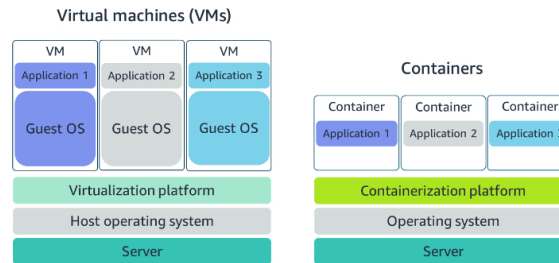 Virtual machines (VMs)
VM VM VM
Application 1 Application 2 Application 3
Guest OS Guest OS Guest OS
Virtualization platform
Host operating system
Server
Containers
Container Container Container
Application 1 Application 2 Application
Containerization platform
Operating system
Server